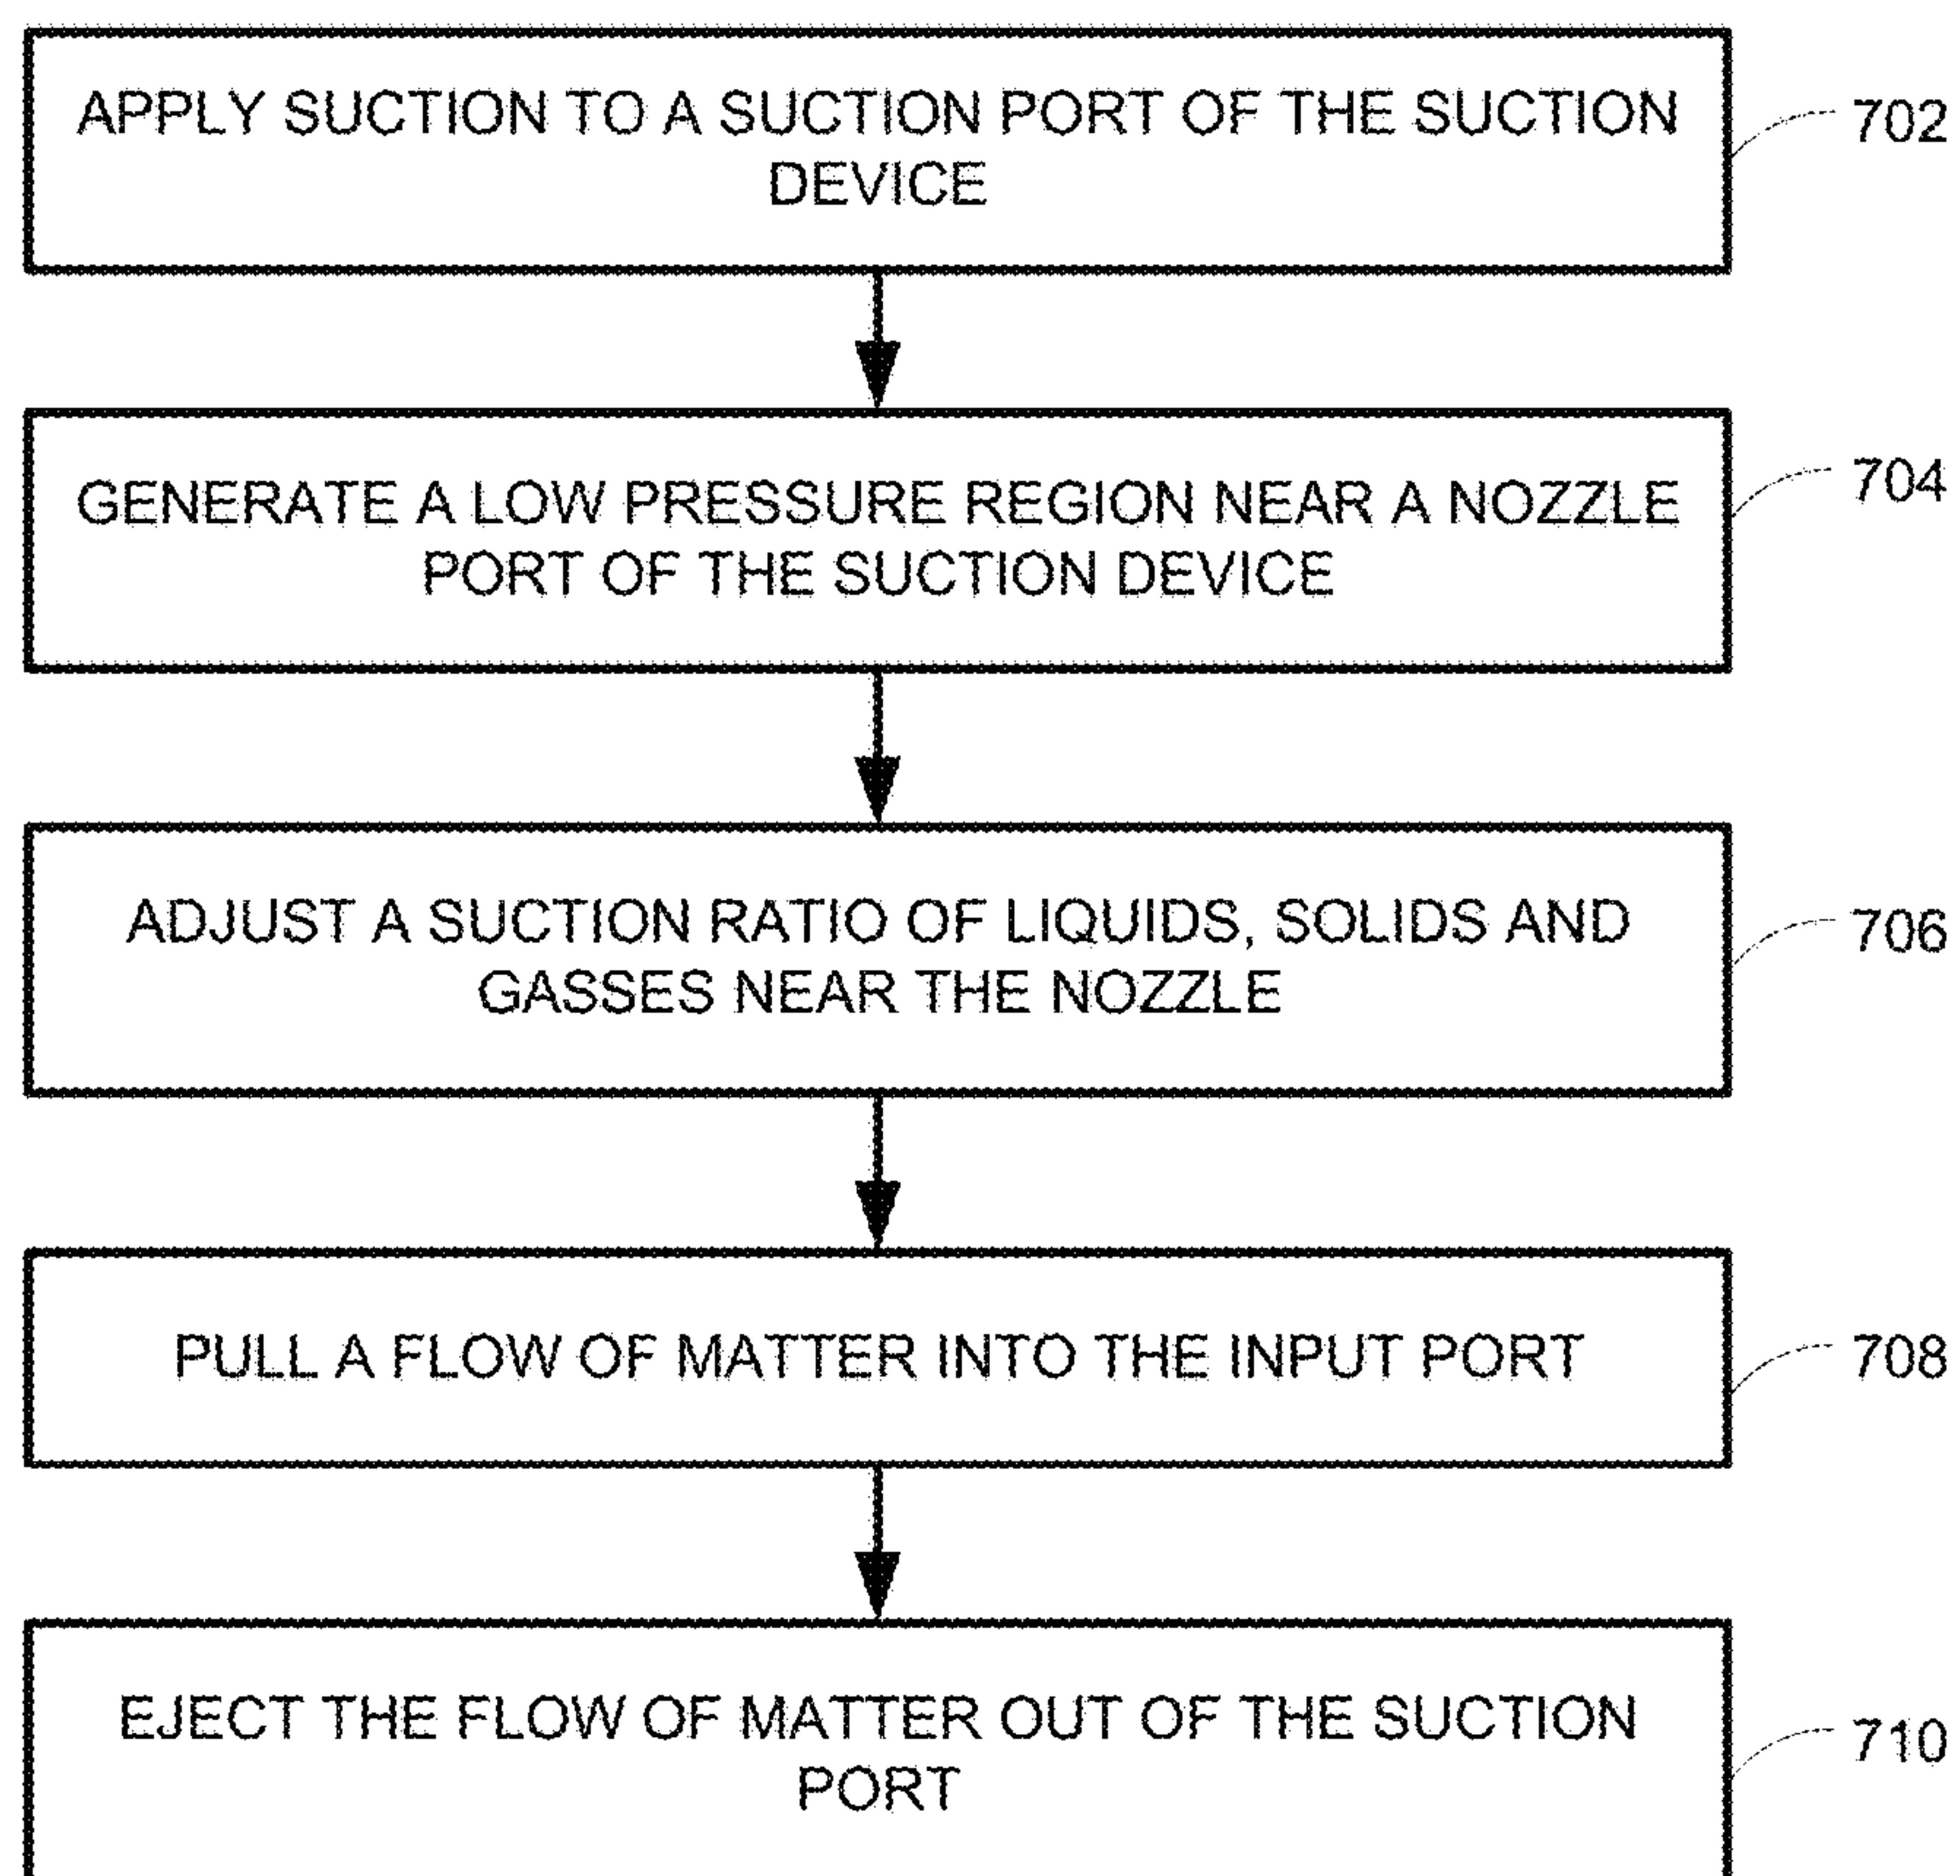 APPLY SUCTION TO A SUCTION PORT OF THE SUCTION
DEVICE
702
GENERATE A LOW PRESSURE REGION NEAR A NOZZLE
PORT OF THE SUCTION DEVICE
704
ADJUST A SUCTION RATIO OF LIQUIDS, SOLIDS AND
GASSES NEAR THE NOZZLE
706
PULL A FLOW OF MATTER INTO THE INPUT PORT
708
EJECT THE FLOW OF MATTER OUT OF THE SUCTION
PORT
710